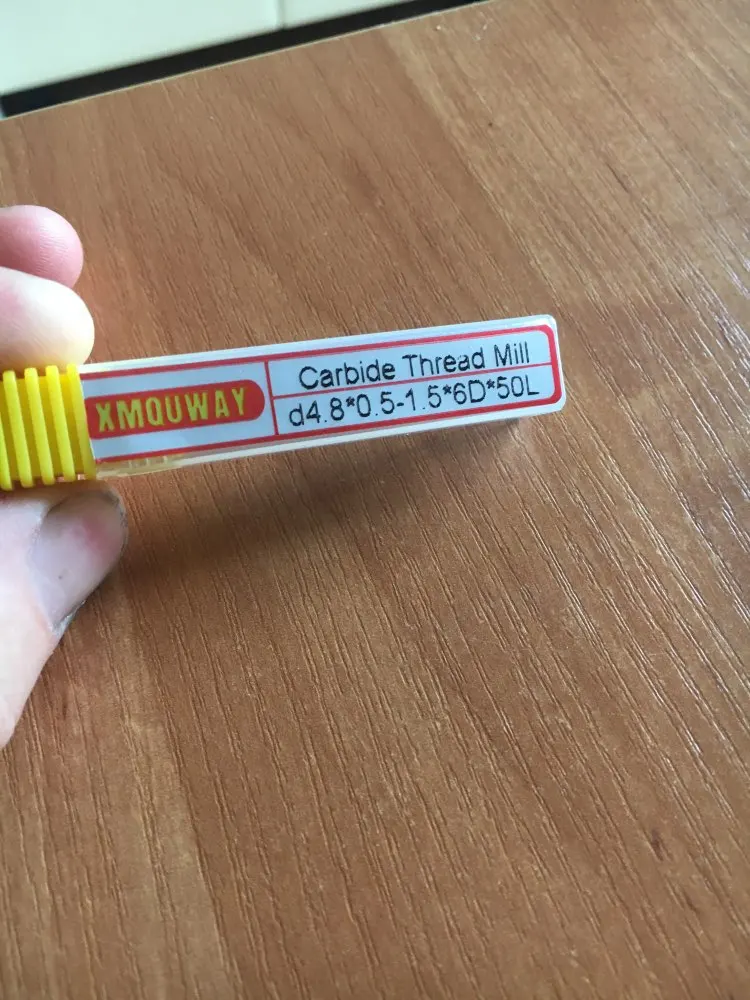 XMQUWAY
Carbide Thread Mill
d4.8*0.5-1.5*6D*50L